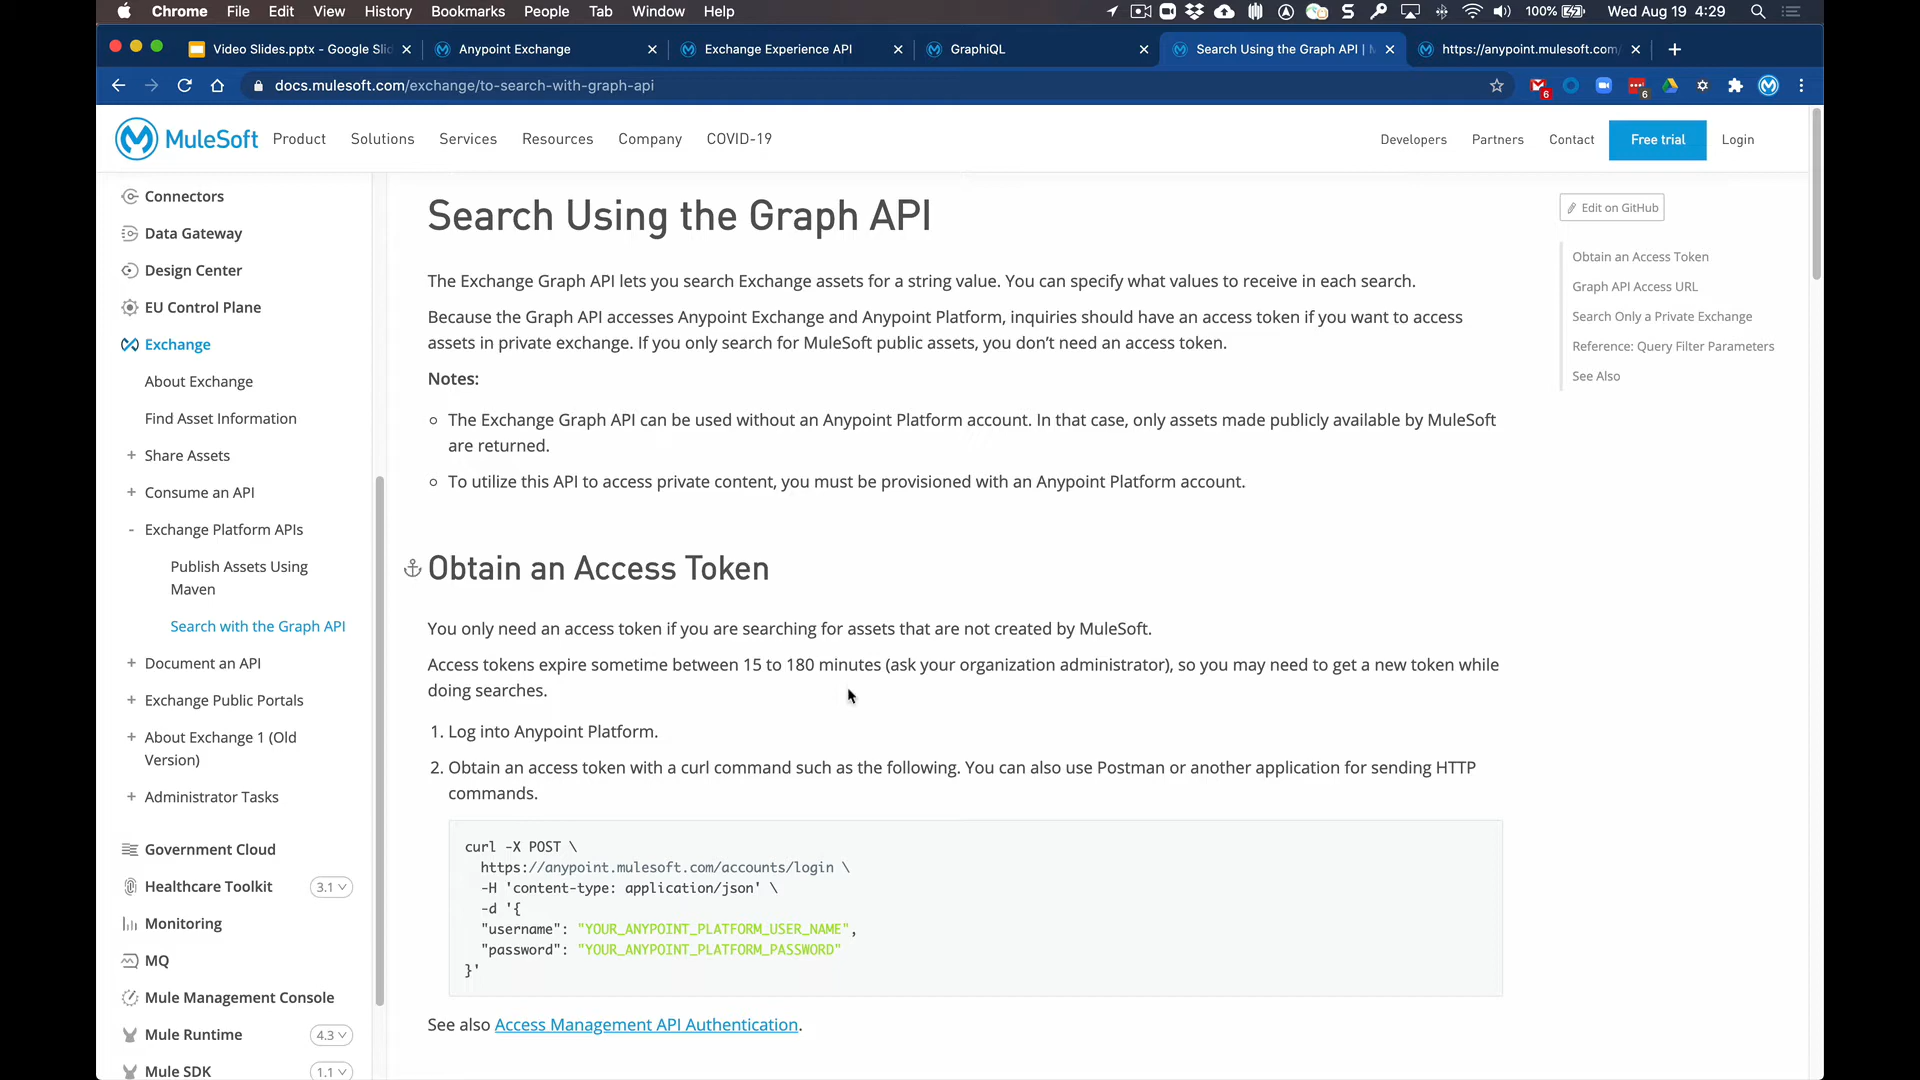 Chrome File Edit View History Bookmarks People Tab Window Help 100% Wed Aug 19 4:29
Video Slides.pptx - Google Slid Anypoint Exchange Exchange Experience API GraphiQL Search Using the Graph API | https://anypoint.mulesoft.com/
docs.mulesoft.com/exchange/to-search-with-graph-api 6 6
MuleSoft Product Solutions Services Resources Company COVID-19 Developers Partners Contact Free trial Login
Connectors
Data Gateway
Design Center
EU Control Plane
Exchange
About Exchange
Find Asset Information
+ Share Assets
+ Consume an API
- Exchange Platform APIs
Publish Assets Using
Maven
Search with the Graph API
+ Document an API
+ Exchange Public Portals
+ About Exchange 1 (Old
Version)
+ Administrator Tasks
Government Cloud
Healthcare Toolkit 3.1
Monitoring
MQ
Mule Management Console
Mule Runtime 4.3
Mule SDK 1.1
Search Using the Graph API
The Exchange Graph API lets you search Exchange assets for a string value. You can specify what values to receive in each search.
Because the Graph API accesses Anypoint Exchange and Anypoint Platform, inquiries should have an access token if you want to access
assets in private exchange. If you only search for MuleSoft public assets, you don’t need an access token.
Notes:
The Exchange Graph API can be used without an Anypoint Platform account. In that case, only assets made publicly available by MuleSoft
are returned.
To utilize this API to access private content, you must be provisioned with an Anypoint Platform account.
Obtain an Access Token
You only need an access token if you are searching for assets that are not created by MuleSoft.
Access tokens expire sometime between 15 to 180 minutes (ask your organization administrator), so you may need to get a new token while
doing searches.
1. Log into Anypoint Platform.
2. Obtain an access token with a curl command such as the following. You can also use Postman or another application for sending HTTP
commands.
curl -X POST \
https://anypoint.mulesoft.com/accounts/login \
-H 'content-type: application/json' \
-d '{
"username": "YOUR_ANYPOINT_PLATFORM_USER_NAME",
"password": "YOUR_ANYPOINT_PLATFORM_PASSWORD"
}'
See also Access Management API Authentication.
Edit on GitHub
Obtain an Access Token
Graph API Access URL
Search Only a Private Exchange
Reference: Query Filter Parameters
See Also